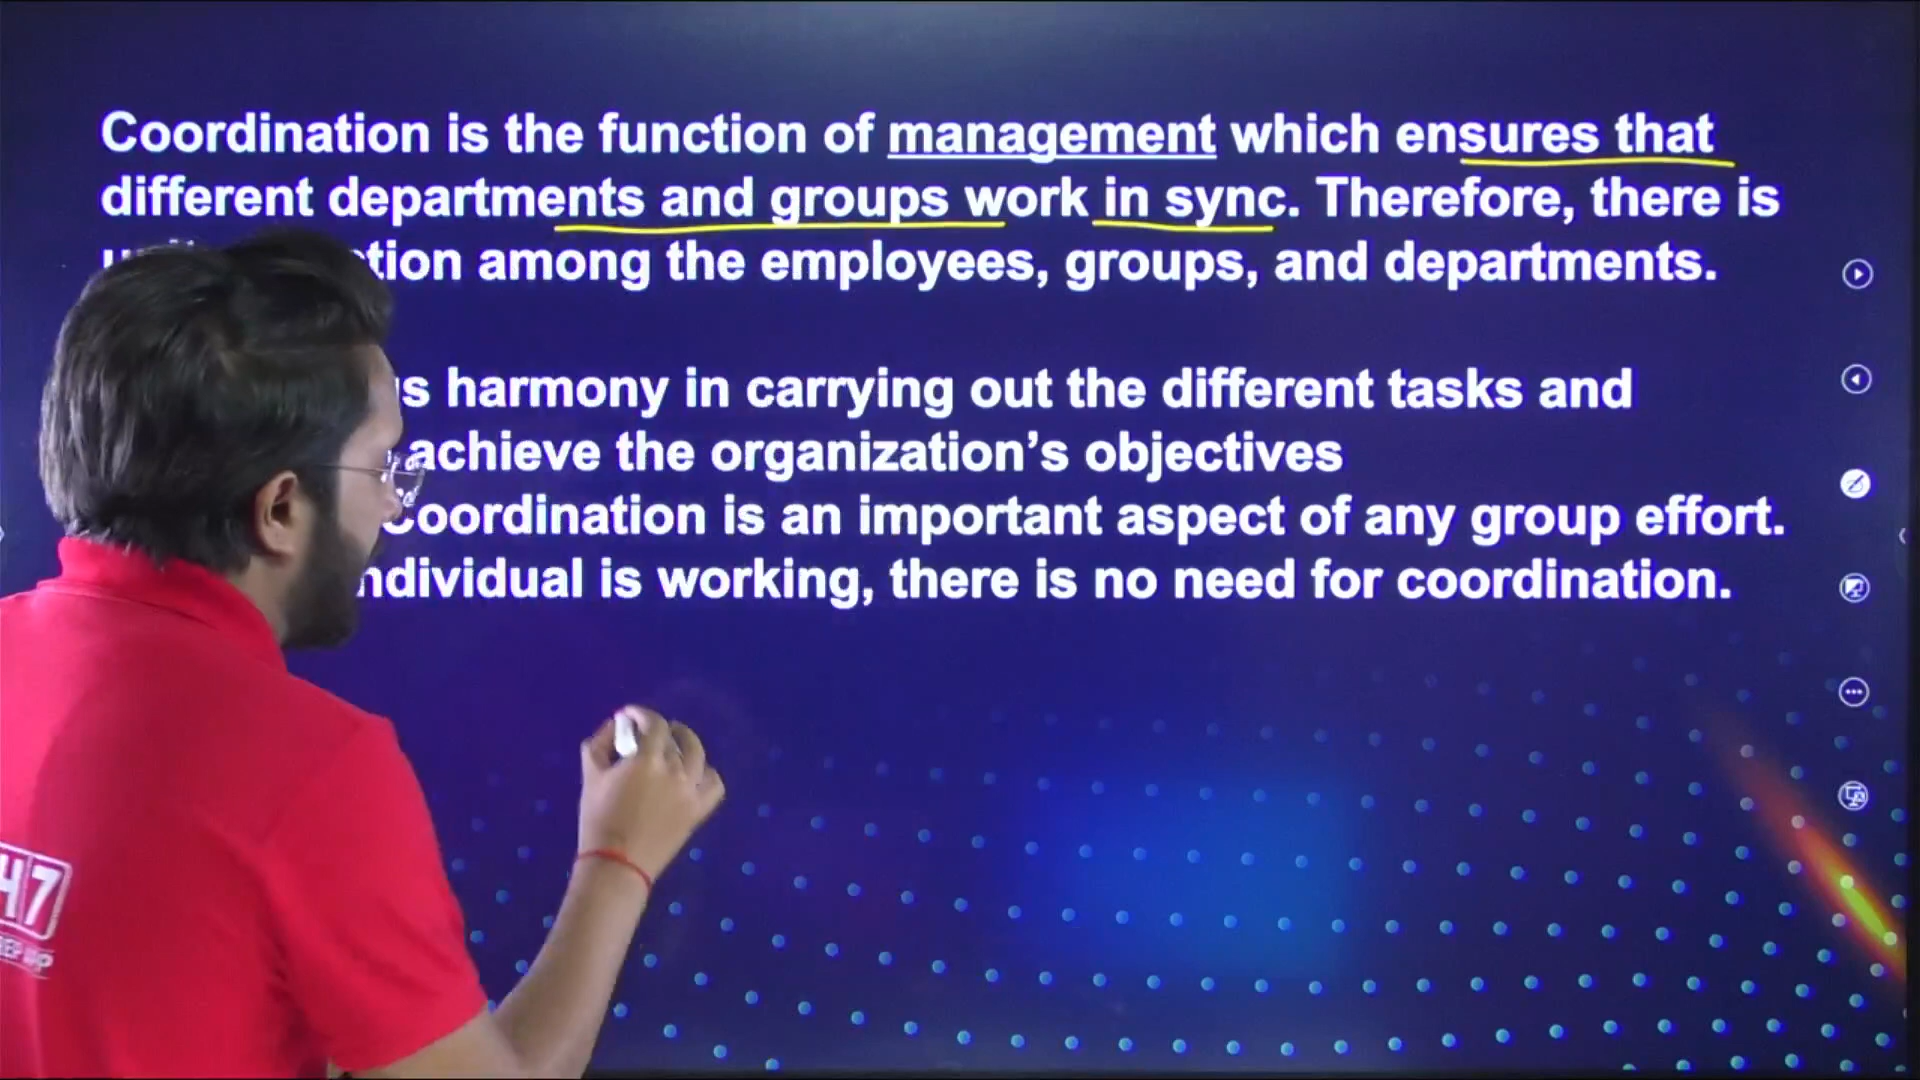 Coordination is the function of management which ensures that
different departments and groups work in sync. Therefore, there is
among the employees, groups, and departments.
harmony in carrying out the different tasks and
achieve the organization’s objectives
coordination is an important aspect of any group effort.
individual is working, there is no need for coordination.
47